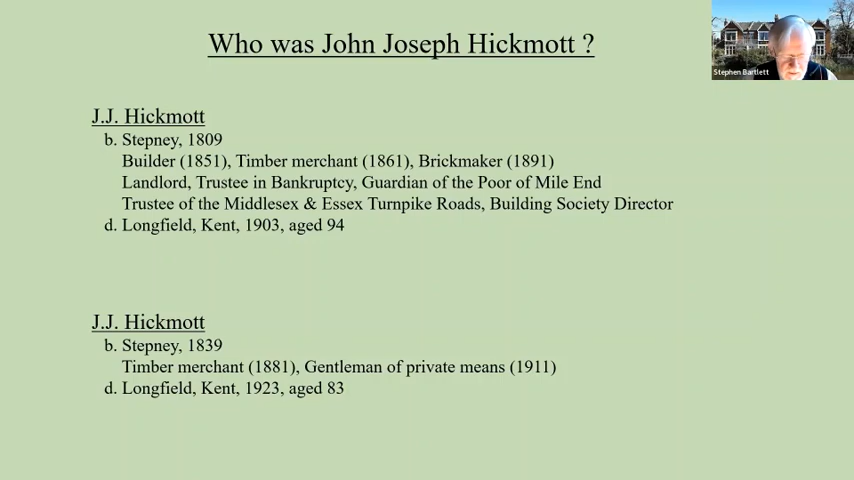 Who was John Joseph Hickmott ?
Stephen Bartlett
J.J. Hickmott
b. Stepney, 1809
Builder (1851), Timber merchant (1861), Brickmaker (1891)
Landlord, Trustee in Bankruptcy, Guardian of the Poor of Mile End
Trustee of the Middlesex & Essex Turnpike Roads, Building Society Director
d. Longfield, Kent, 1903, aged 94
J.J. Hickmott
b. Stepney, 1839
Timber merchant (1881), Gentleman of private means (1911)
d. Longfield, Kent, 1923, aged 83